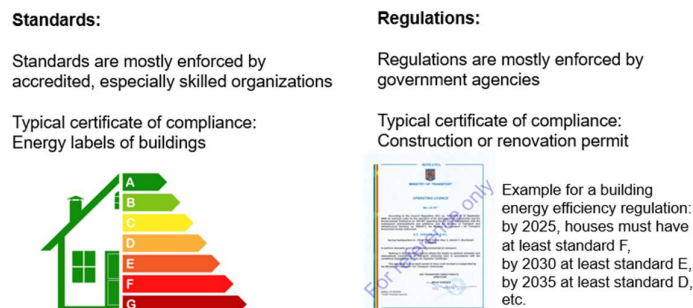 Standards:
Standards are mostly enforced by
accredited, especially skilled organizations
Typical certificate of compliance:
Energy labels of buildings
A
B
C
D
E
F
G
Regulations:
Regulations are mostly enforced by
government agencies
Typical certificate of compliance:
Construction or renovation permit
MINISTRY OF TRANSPORT
OPERATING LICENCE
For reference only
Example for a building
energy efficiency regulation:
by 2025, houses must have
at least standard F,
by 2030 at least standard E,
by 2035 at least standard D,
etc.